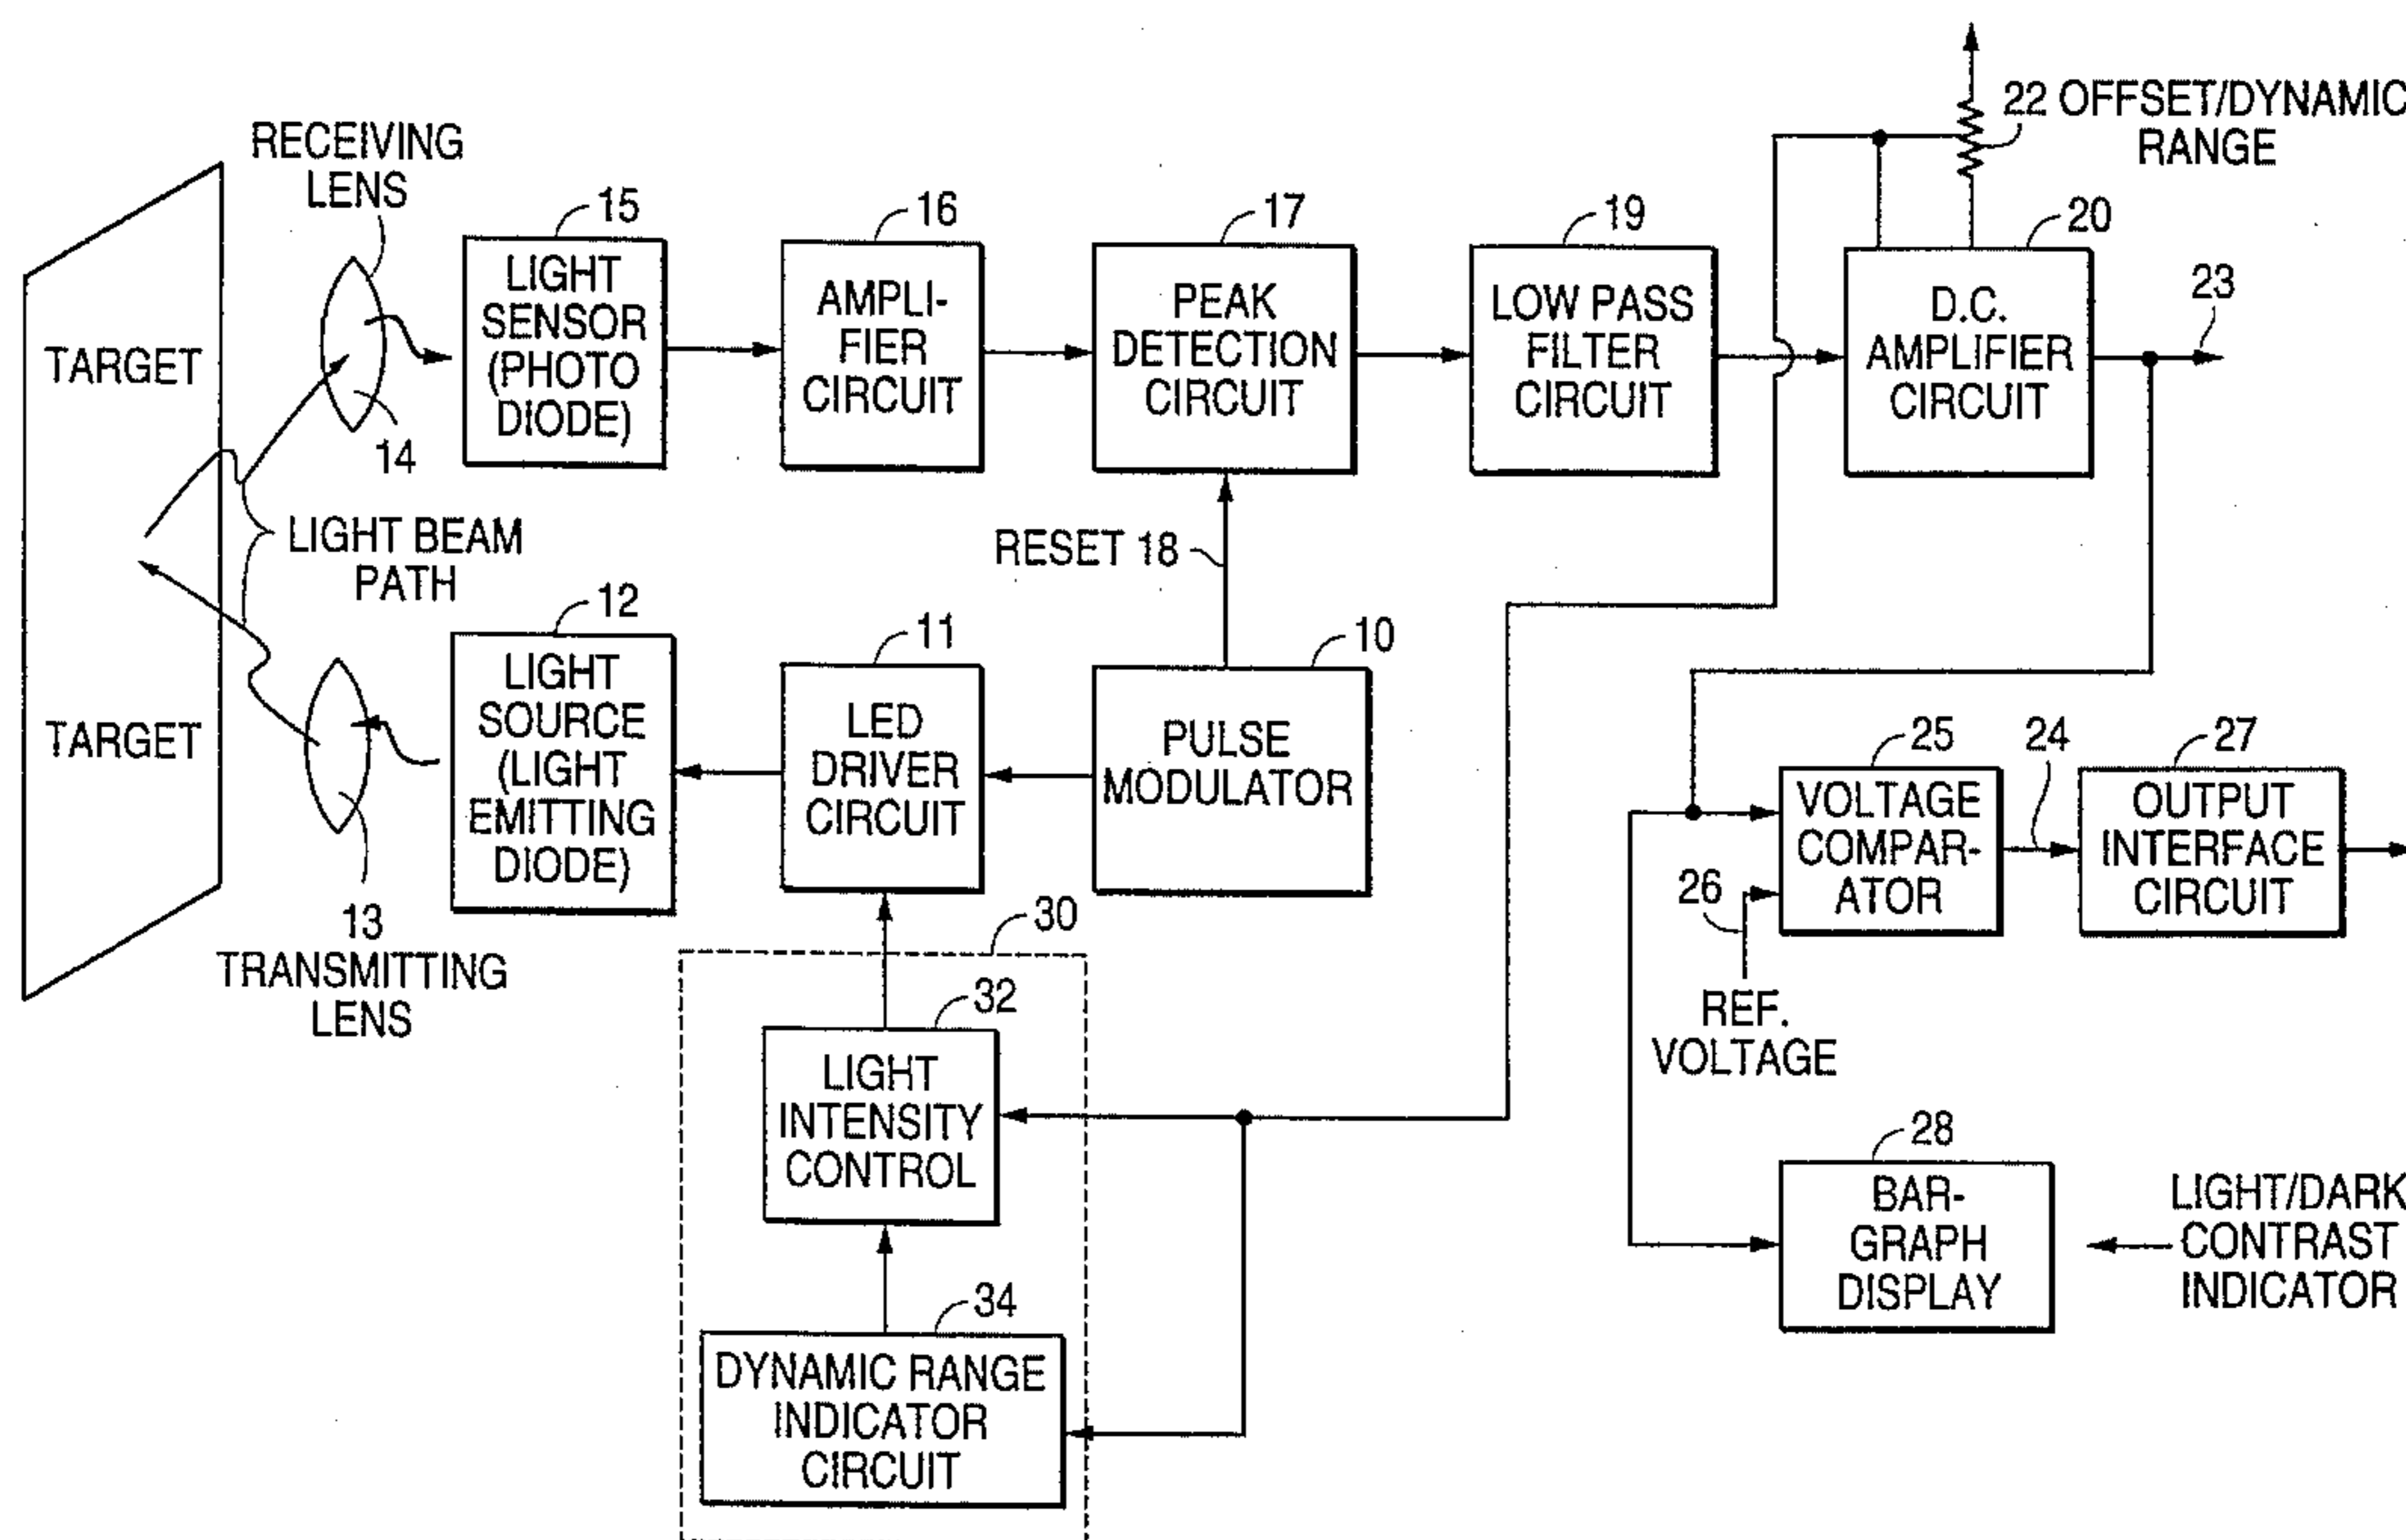 22 OFFSET/DYNAMIC
RANGE
RECEIVING
LENS
14
15
LIGHT
SENSOR
(PHOTO
DIODE)
16
AMPLI-
FIER
CIRCUIT
17
PEAK
DETECTION
CIRCUIT
19
LOW PASS
FILTER
CIRCUIT
20
D.C.
AMPLIFIER
CIRCUIT
23
TARGET
TARGET
LIGHT BEAM
PATH
RESET 18
12
LIGHT
SOURCE
(LIGHT
EMITTING
DIODE)
11
LED
DRIVER
CIRCUIT
10
PULSE
MODULATOR
13
TRANSMITTING
LENS
25
VOLTAGE
COMPAR-
ATOR
24
27
OUTPUT
INTERFACE
CIRCUIT
26
REF.
VOLTAGE
30
32
LIGHT
INTENSITY
CONTROL
34
DYNAMIC RANGE
INDICATOR
CIRCUIT
28
BAR-
GRAPH
DISPLAY
LIGHT/DARK
CONTRAST
INDICATOR